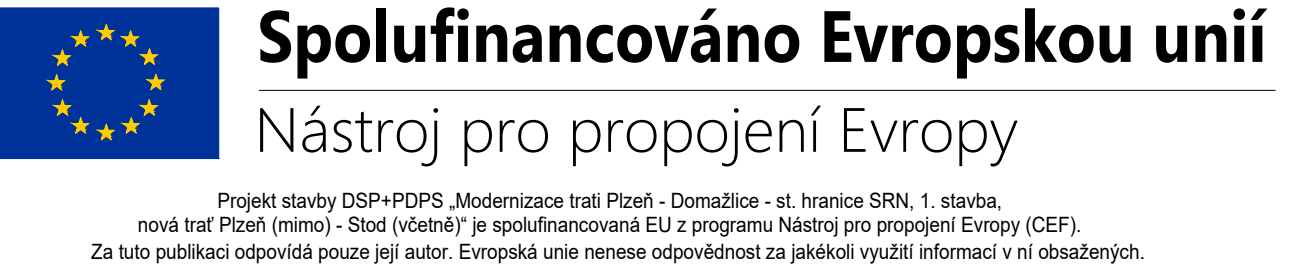 Spolufinancováno Evropskou unií
Nástroj pro propojení Evropy
Projekt stavby DSP+PDPS „Modernizace trati Plzeň - Domažlice - st. hranice SRN, 1. stavba,
nová trať Plzeň (mimo) - Stod (včetně)“ je spolufinancovaná EU z programu Nástroj pro propojení Evropy (CEF).
Za tuto publikaci odpovídá pouze její autor. Evropská unie nenese odpovědnost za jakékoli využití informací v ní obsažených.